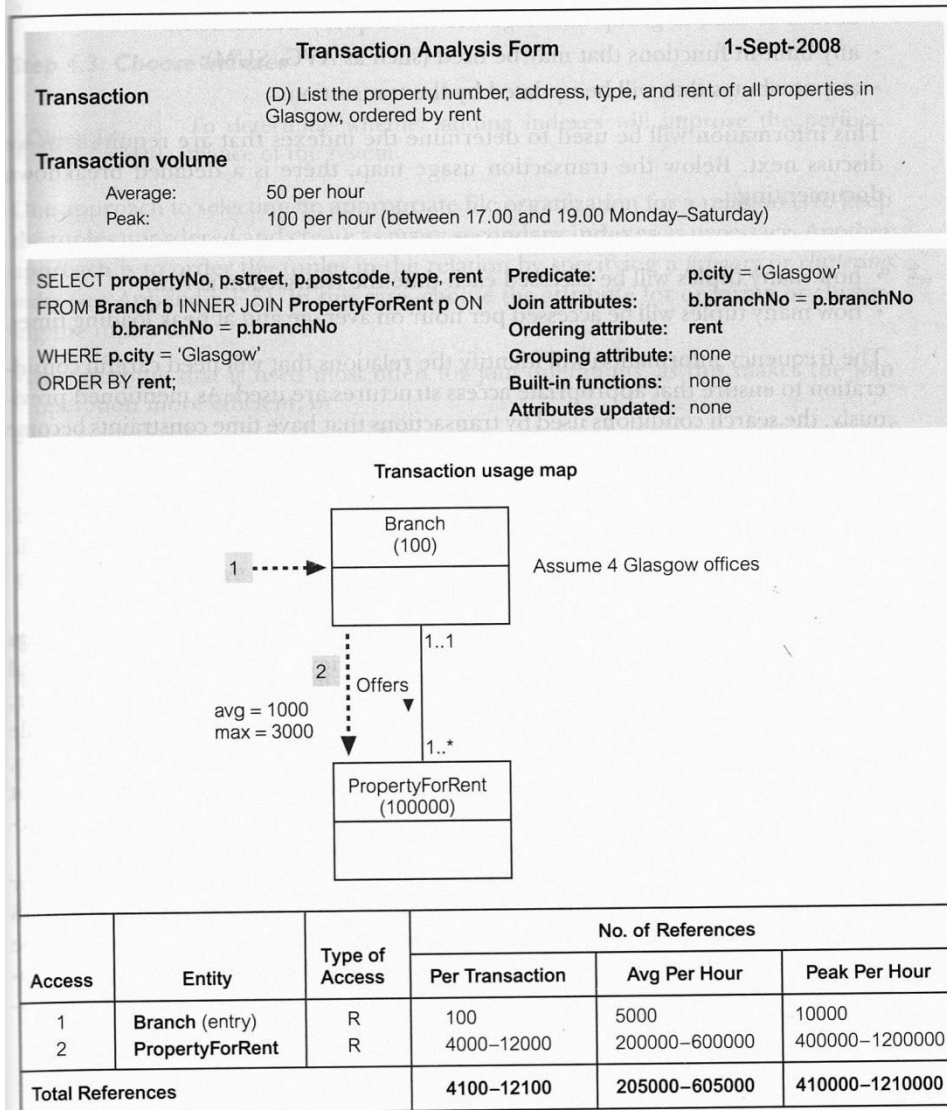 Transaction Analysis Form 1-Sept-2008
Transaction (D) List the property number, address, type, and rent of all properties in
Glasgow, ordered by rent
Transaction volume
Average: 50 per hour
Peak: 100 per hour (between 17.00 and 19.00 Monday–Saturday)
SELECT propertyNo, p.street, p.postcode, type, rent
FROM Branch b INNER JOIN PropertyForRent p ON
b.branchNo = p.branchNo
WHERE p.city = 'Glasgow'
ORDER BY rent;
Predicate: p.city = 'Glasgow'
Join attributes: b.branchNo = p.branchNo
Ordering attribute: rent
Grouping attribute: none
Built-in functions: none
Attributes updated: none
Transaction usage map
Branch
(100)
1
Assume 4 Glasgow offices
1..1
2
Offers
avg = 1000
max = 3000
1..*
PropertyForRent
(100000)
No. of References
Access Entity Type of Access Per Transaction Avg Per Hour Peak Per Hour
1 Branch (entry) R 100 5000 10000
2 PropertyForRent R 4000–12000 200000–600000 400000–1200000
Total References 4100–12100 205000–605000 410000–1210000